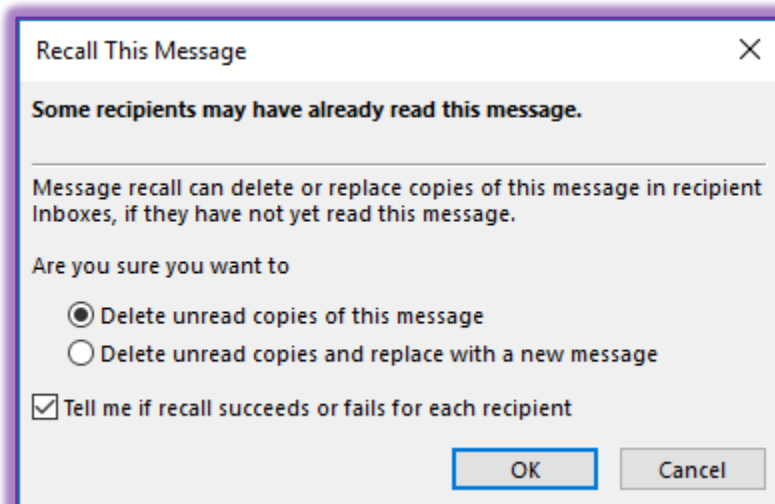 Recall This Message
Some recipients may have already read this message.
Message recall can delete or replace copies of this message in recipient
Inboxes, if they have not yet read this message.
Are you sure you want to
Delete unread copies of this message
Delete unread copies and replace with a new message
Tell me if recall succeeds or fails for each recipient
OK Cancel